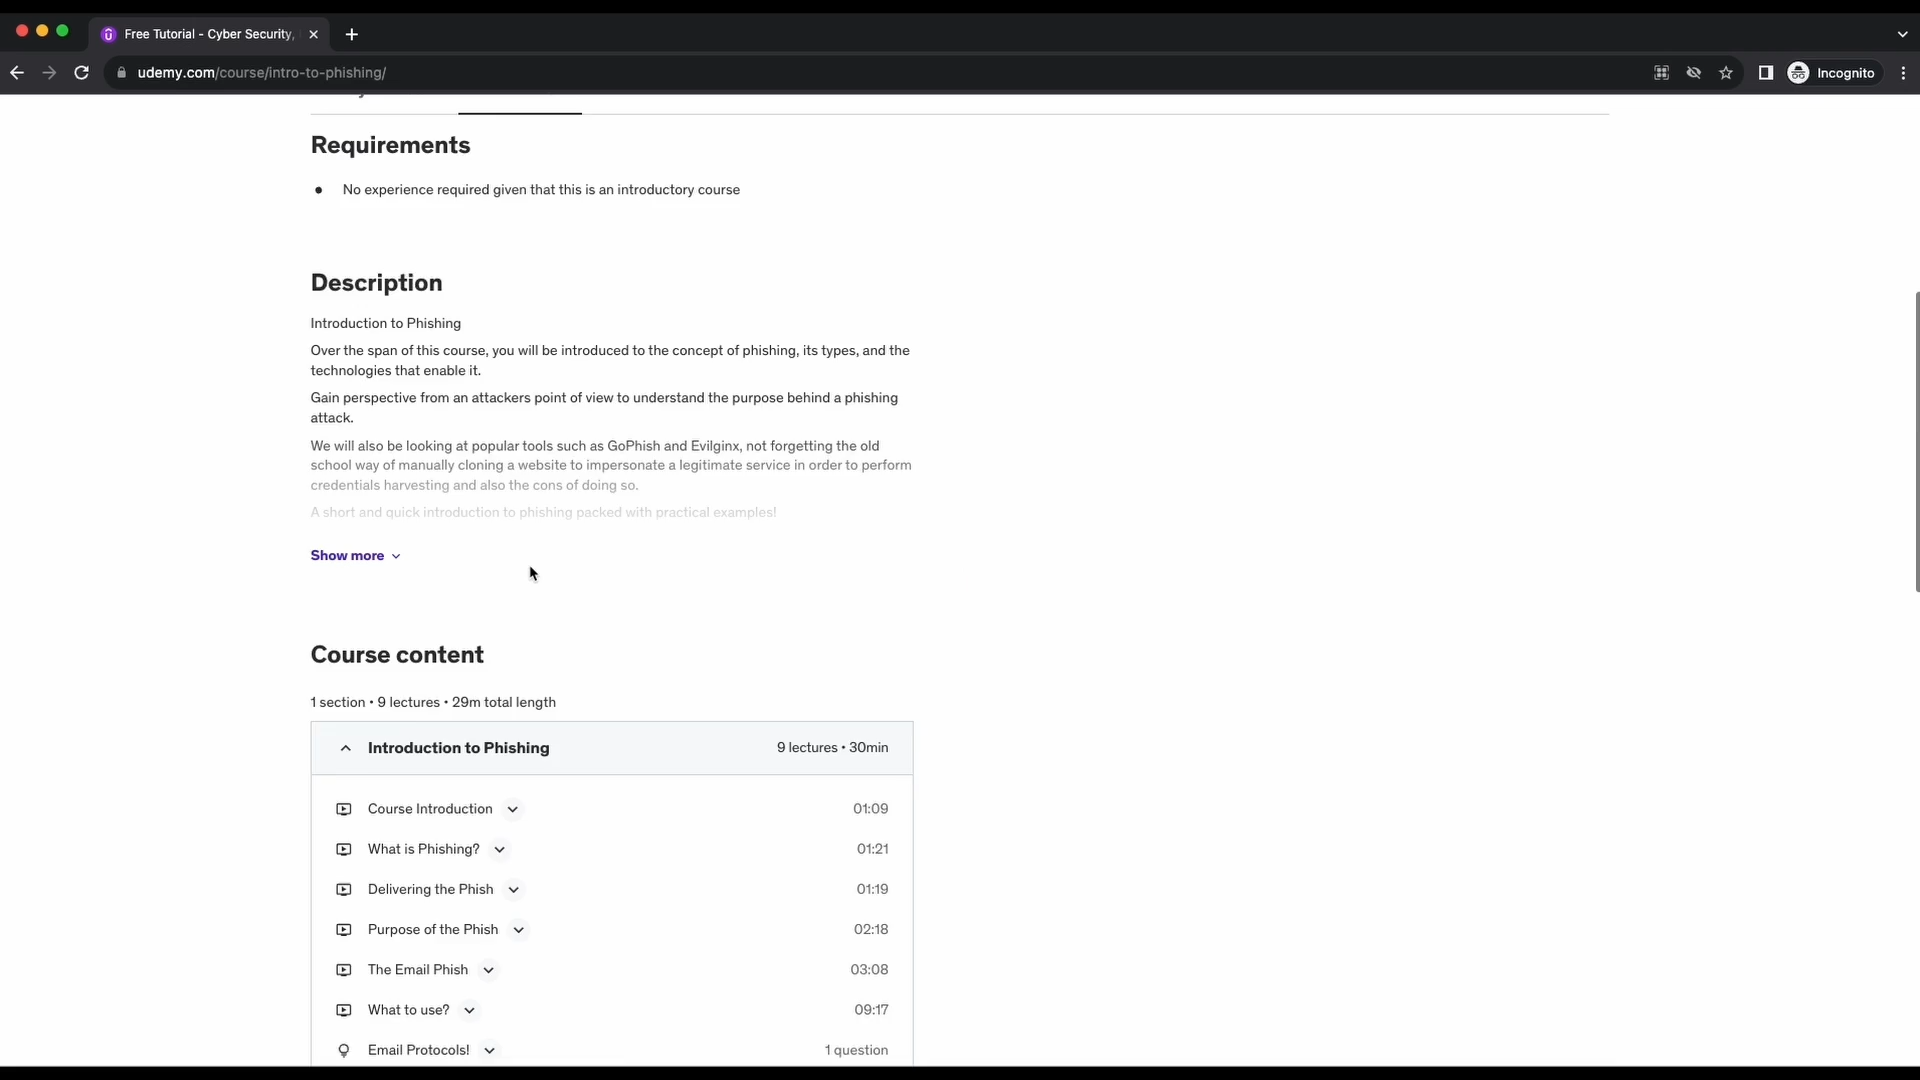 Free Tutorial - Cyber Security,
udemy.com/course/intro-to-phishing/
Incognito
Requirements
No experience required given that this is an introductory course
Description
Introduction to Phishing
Over the span of this course, you will be introduced to the concept of phishing, its types, and the
technologies that enable it.
Gain perspective from an attackers point of view to understand the purpose behind a phishing
attack.
We will also be looking at popular tools such as GoPhish and Evilginx, not forgetting the old
school way of manually cloning a website to impersonate a legitimate service in order to perform
credentials harvesting and also the cons of doing so.
A short and quick introduction to phishing packed with practical examples!
Show more
Course content
1 section • 9 lectures • 29m total length
Introduction to Phishing 9 lectures • 30min
Course Introduction 01:09
What is Phishing? 01:21
Delivering the Phish 01:19
Purpose of the Phish 02:18
The Email Phish 03:08
What to use? 09:17
Email Protocols! 1 question